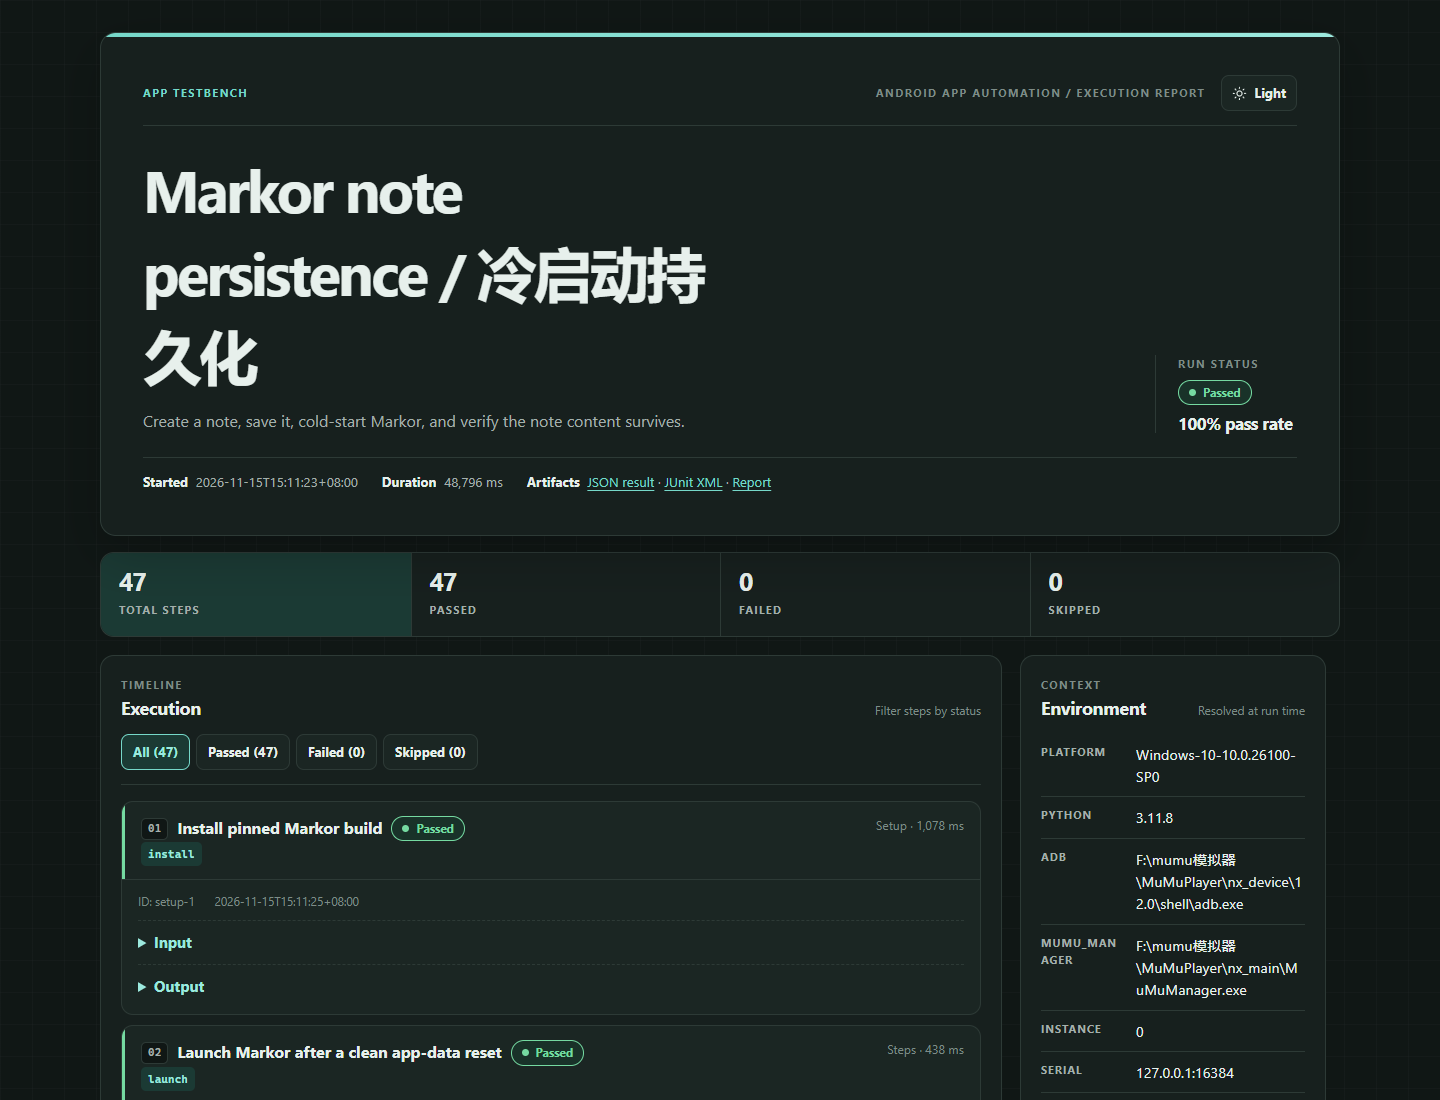 APP TESTBENCH
ANDROID APP AUTOMATION / EXECUTION REPORT
Light
Markor note
persistence / 冷启动持
久化
Create a note, save it, cold-start Markor, and verify the note content survives.
RUN STATUS
Passed
100% pass rate
Started 2026-11-15T15:11:23+08:00 Duration 48,796 ms Artifacts JSON result · JUnit XML · Report
47
TOTAL STEPS
47
PASSED
0
FAILED
0
SKIPPED
TIMELINE
Execution
Filter steps by status
All (47) Passed (47) Failed (0) Skipped (0)
01 Install pinned Markor build Passed
Setup · 1,078 ms
install
ID: setup-1 2026-11-15T15:11:25+08:00
Input
Output
02 Launch Markor after a clean app-data reset Passed
Steps · 438 ms
launch
CONTEXT
Environment
Resolved at run time
PLATFORM
Windows-10-10.0.26100-
SP0
PYTHON
3.11.8
ADB
F:\mumu模拟器
\MuMuPlayer\nx_device\1
2.0\shell\adb.exe
MUMU_MAN
AGER
F:\mumu模拟器
\MuMuPlayer\nx_main\M
uMuManager.exe
INSTANCE
0
SERIAL
127.0.0.1:16384